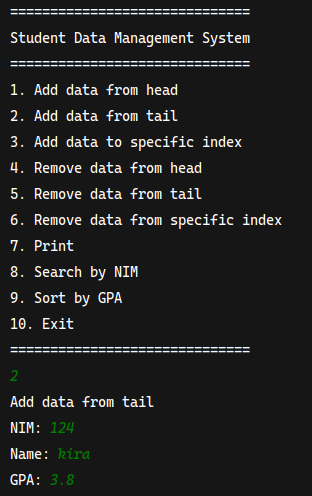 ==============================
Student Data Management System
==============================
1. Add data from head
2. Add data from tail
3. Add data to specific index
4. Remove data from head
5. Remove data from tail
6. Remove data from specific index
7. Print
8. Search by NIM
9. Sort by GPA
10. Exit
==============================
2
Add data from tail
NIM: 124
Name: kira
GPA: 3.8